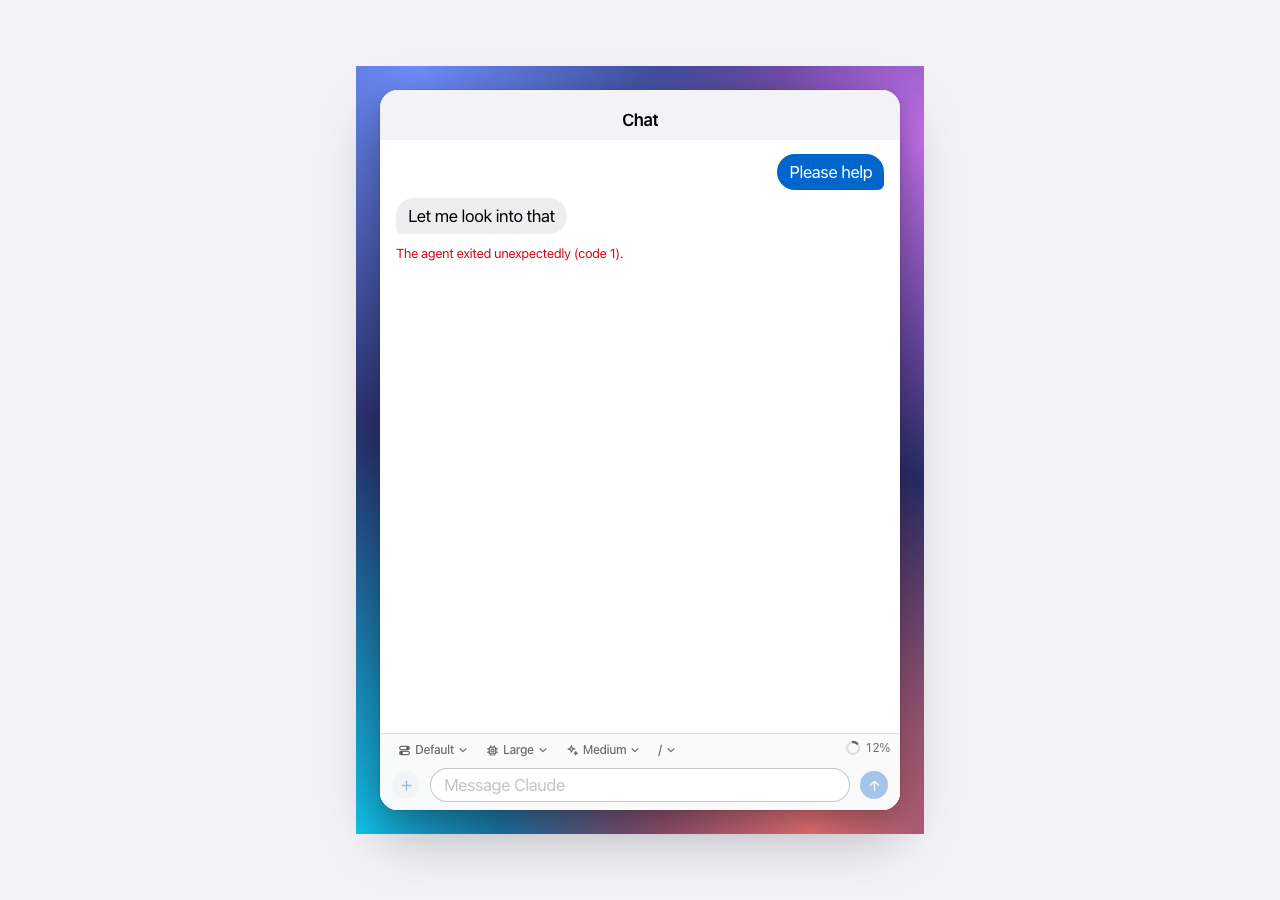 Chat
Please help
Let me look into that
The agent exited unexpectedly (code 1).
Default Large Medium / 12%
Message Claude